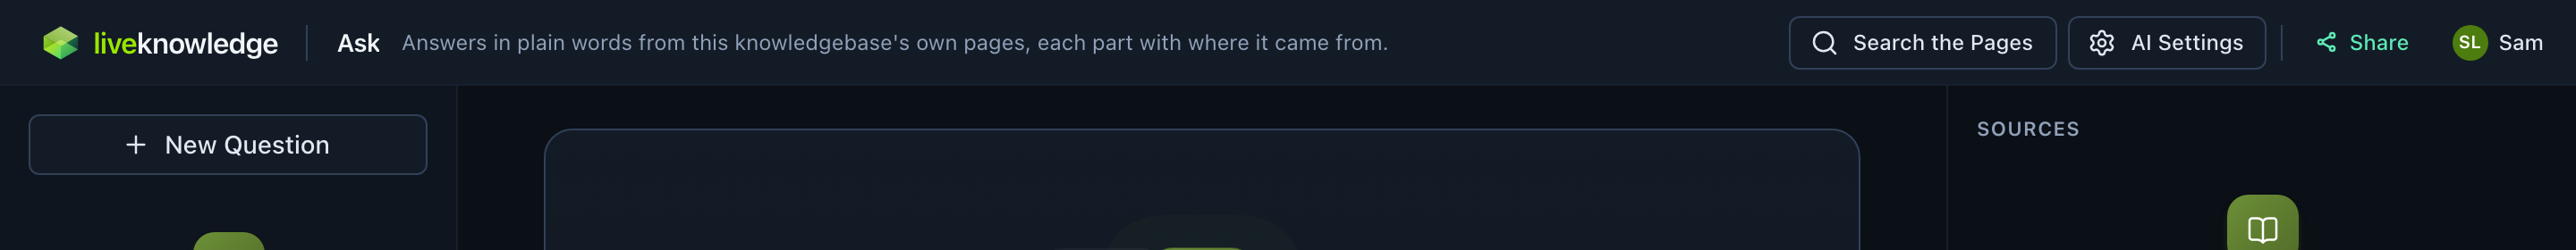 liveknowledge
Ask
Answers in plain words from this knowledgebase's own pages, each part with where it came from.
Search the Pages
AI Settings
Share
SL
Sam
New Question
SOURCES